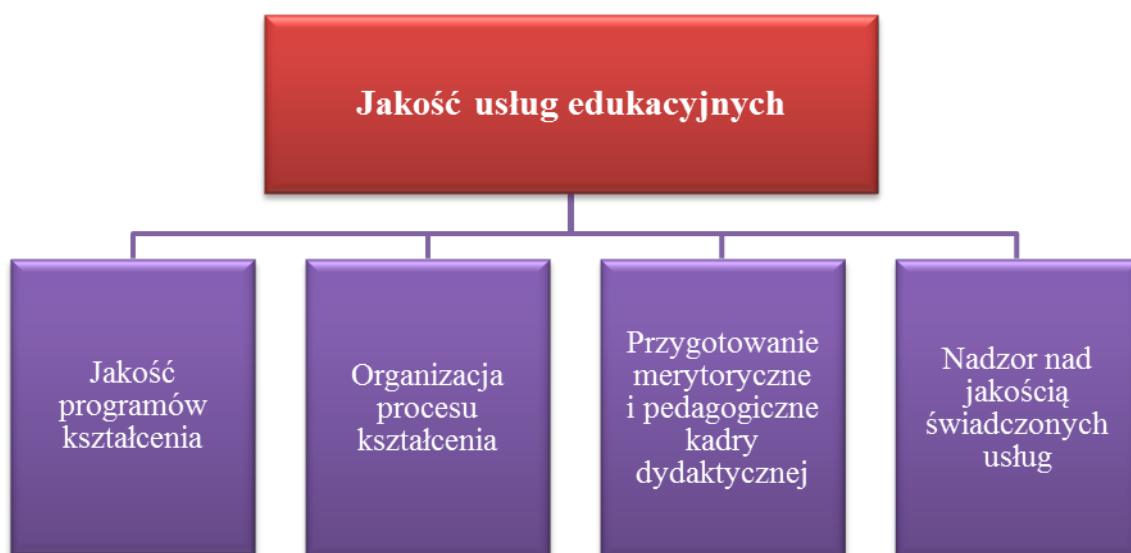 Jakość usług edukacyjnych
Jakość
programów
kształcenia
Organizacja
procesu
kształcenia
Przygotowanie
merytoryczne
i pedagogiczne
kadry
dydaktycznej
Nadzor nad
jakością
świadczonych
usług